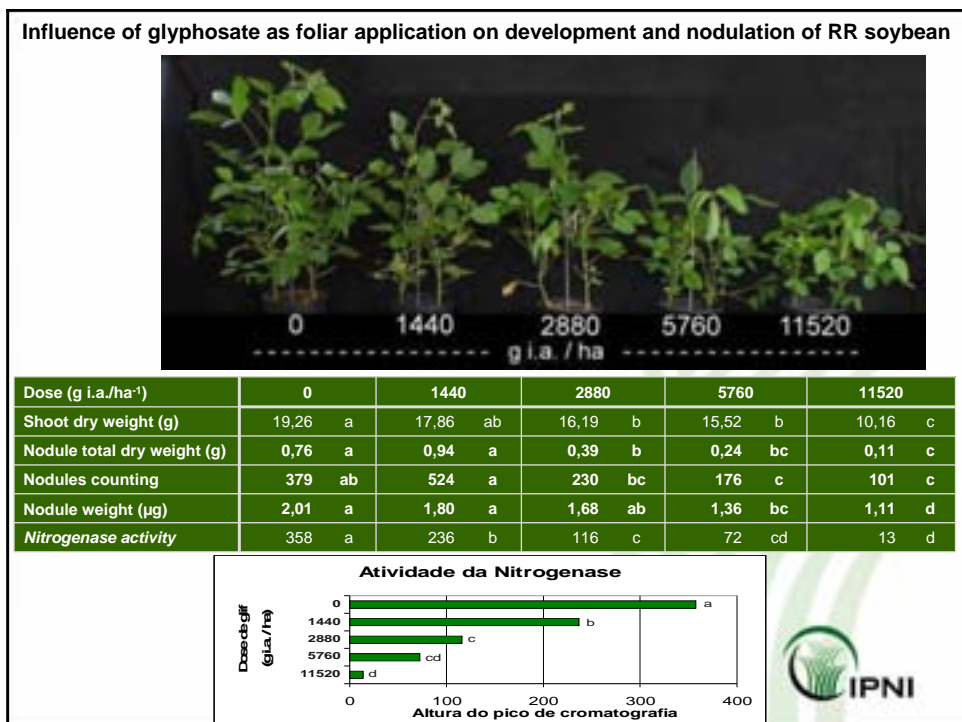 Influence of glyphosate as foliar application on development and nodulation of RR soybean
0 1440 2880 5760 11520
------------------ g i.a. / ha ------------------
Dose (g i.a./ha⁻¹) 0 1440 2880 5760 11520
Shoot dry weight (g) 19,26 a 17,86 ab 16,19 b 15,52 b 10,16 c
Nodule total dry weight (g) 0,76 a 0,94 a 0,39 b 0,24 bc 0,11 c
Nodules counting 379 ab 524 a 230 bc 176 c 101 c
Nodule weight (µg) 2,01 a 1,80 a 1,68 ab 1,36 bc 1,11 d
Nitrogenase activity 358 a 236 b 116 c 72 cd 13 d
Atividade da Nitrogenase
Dose de glif
(g i.a. / ha)
0 a
1440 b
2880 c
5760 cd
11520 d
0 100 200 300 400
Altura do pico de cromatografia
IPNI